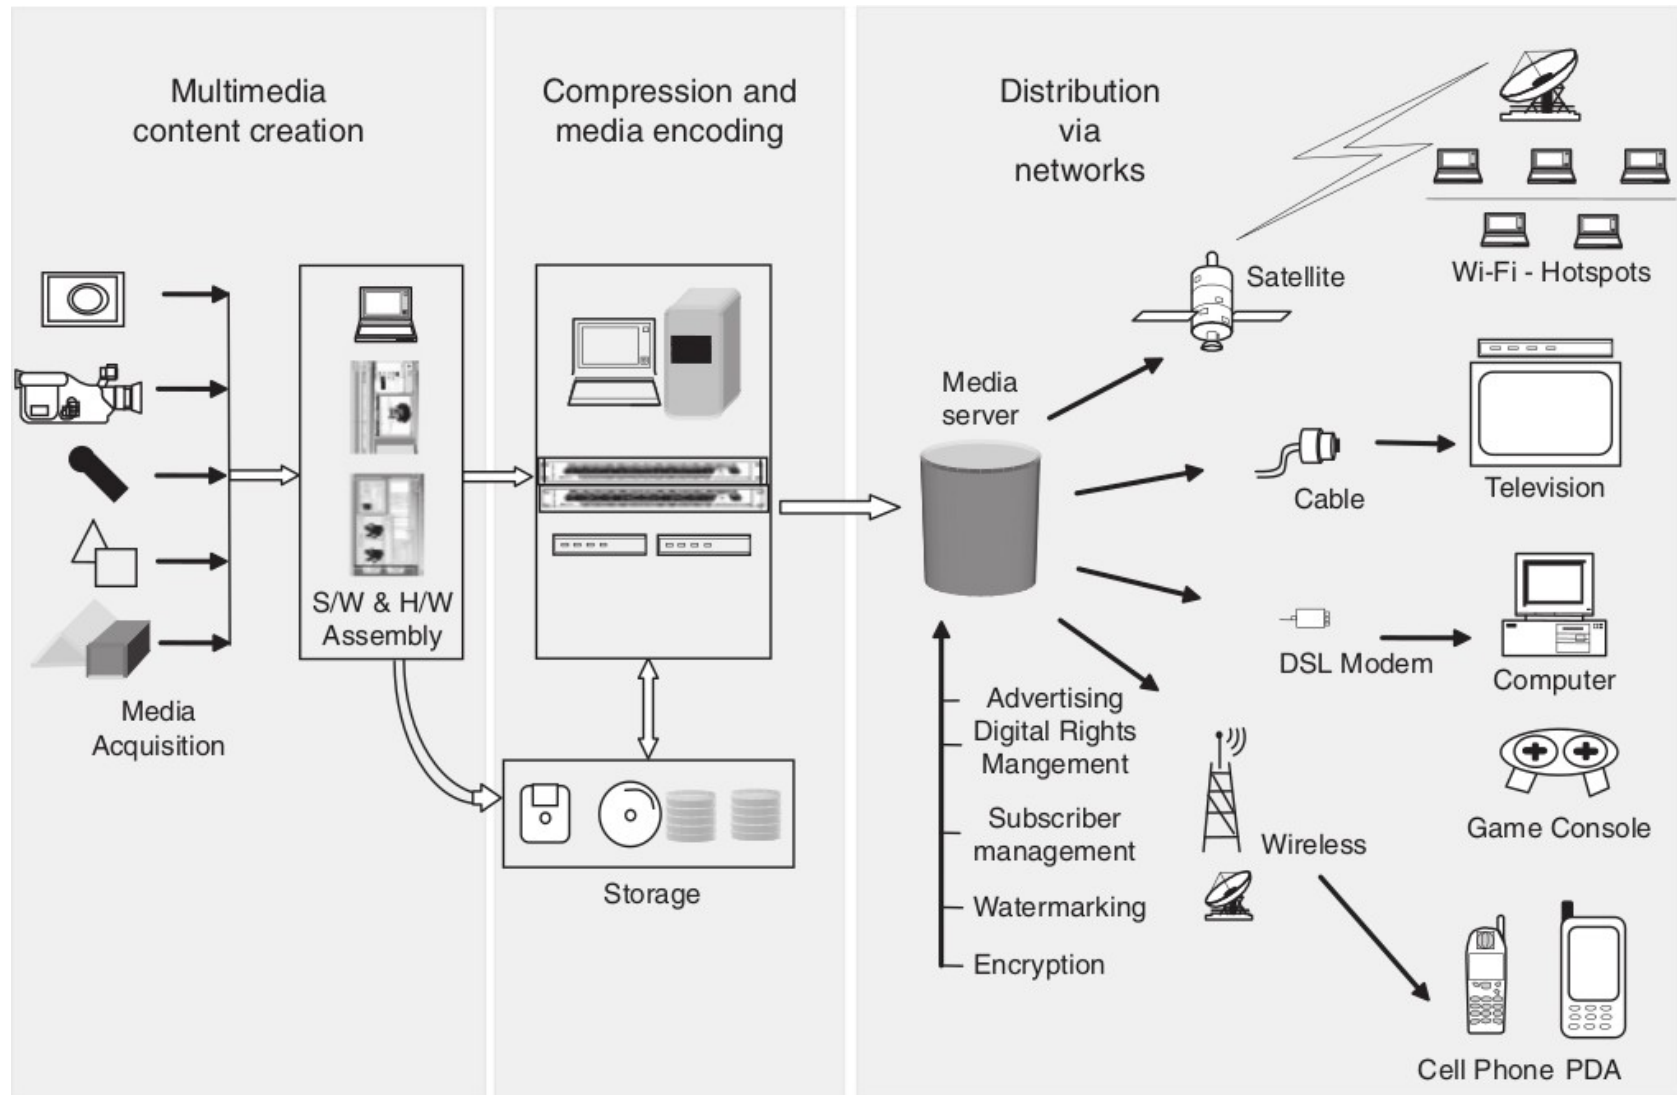 Multimedia
content creation
Compression and
media encoding
Distribution
via
networks
S/W & H/W
Assembly
Media
Acquisition
Storage
Media
server
Advertising
Digital Rights
Mangement
Subscriber
management
Watermarking
Encryption
Satellite
Wi-Fi - Hotspots
Cable
Television
DSL Modem
Computer
Game Console
Wireless
Cell Phone PDA